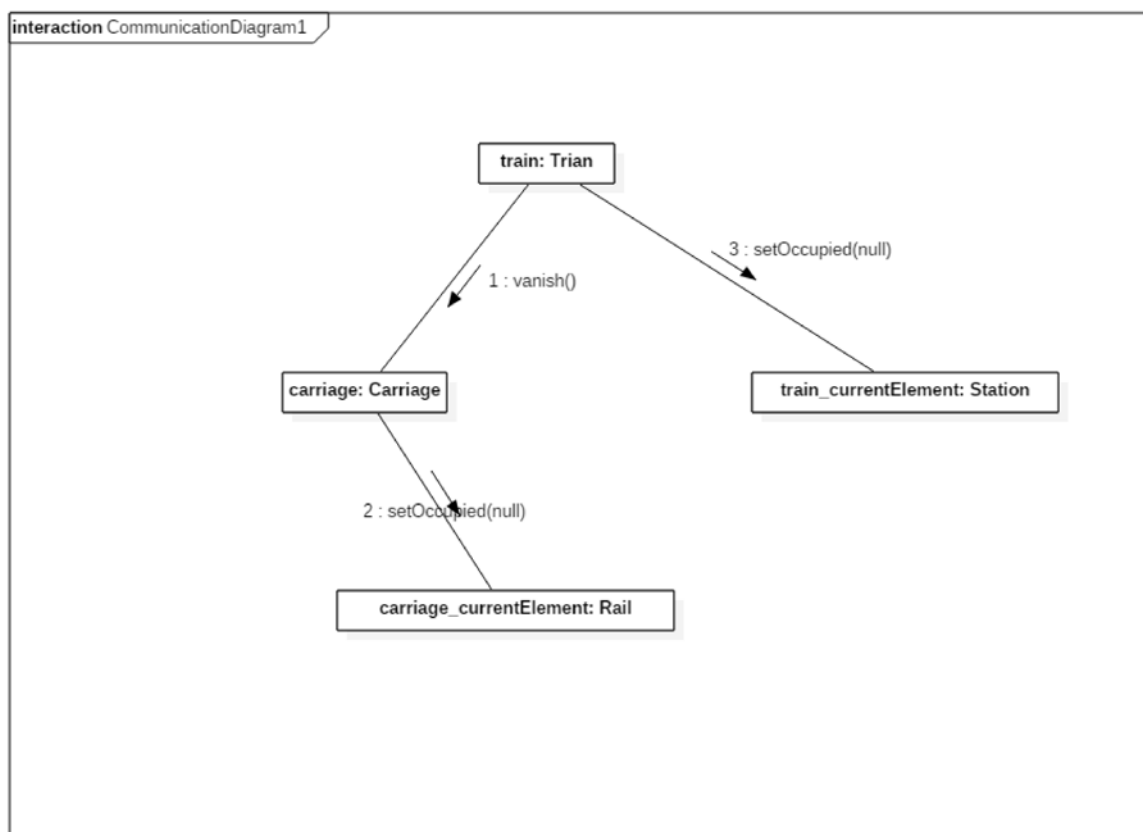 interaction CommunicationDiagram1
train: Trian
3 : setOccupied(null)
1 : vanish()
carriage: Carriage
train_currentElement: Station
2 : setOccupied(null)
carriage_currentElement: Rail